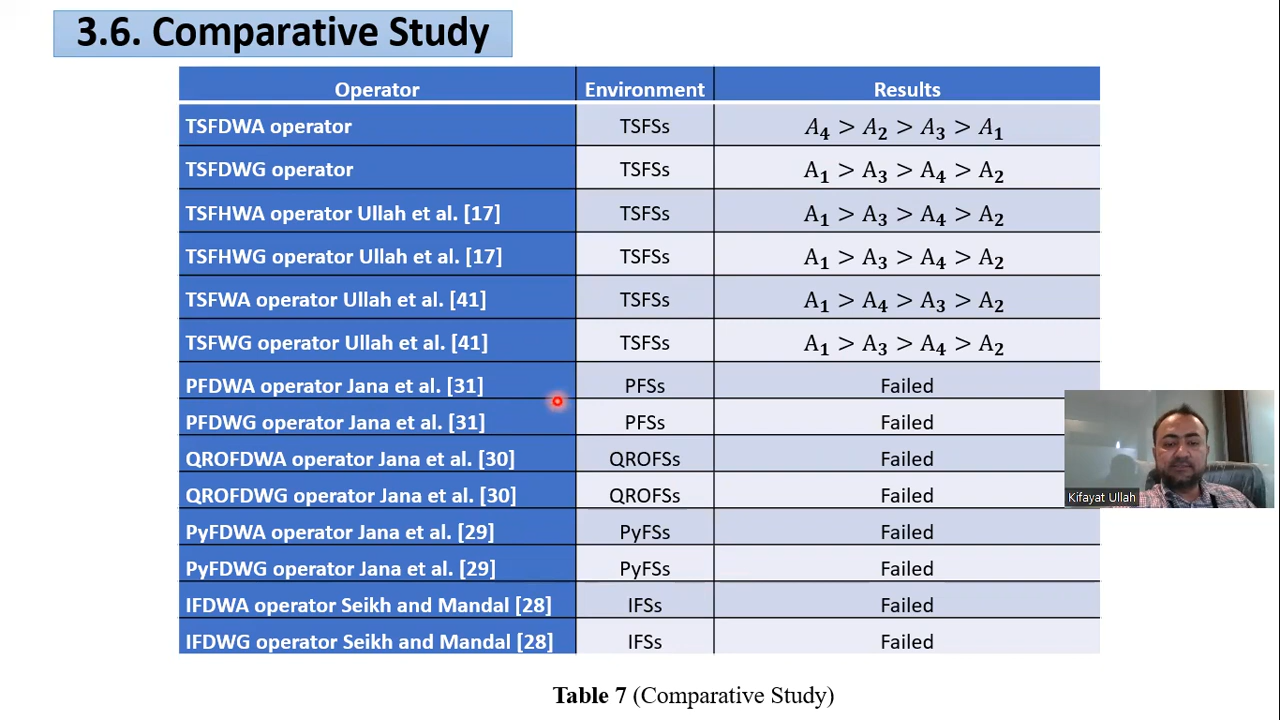 3.6. Comparative Study
Operator Environment Results
TSFDWA operator TSFSs A₄ > A₂ > A₃ > A₁
TSFDWG operator TSFSs A₁ > A₃ > A₄ > A₂
TSFHWA operator Ullah et al. [17] TSFSs A₁ > A₃ > A₄ > A₂
TSFHWG operator Ullah et al. [17] TSFSs A₁ > A₃ > A₄ > A₂
TSFWA operator Ullah et al. [41] TSFSs A₁ > A₄ > A₃ > A₂
TSFWG operator Ullah et al. [41] TSFSs A₁ > A₃ > A₄ > A₂
PFDWA operator Jana et al. [31] PFSs Failed
PFDWG operator Jana et al. [31] PFSs Failed
QROFDWA operator Jana et al. [30] QROFSs Failed
QROFDWG operator Jana et al. [30] QROFSs Failed
PyFDWA operator Jana et al. [29] PyFSs Failed
PyFDWG operator Jana et al. [29] PyFSs Failed
IFDWA operator Seikh and Mandal [28] IFSs Failed
IFDWG operator Seikh and Mandal [28] IFSs Failed
Kifayat Ullah
Table 7 (Comparative Study)